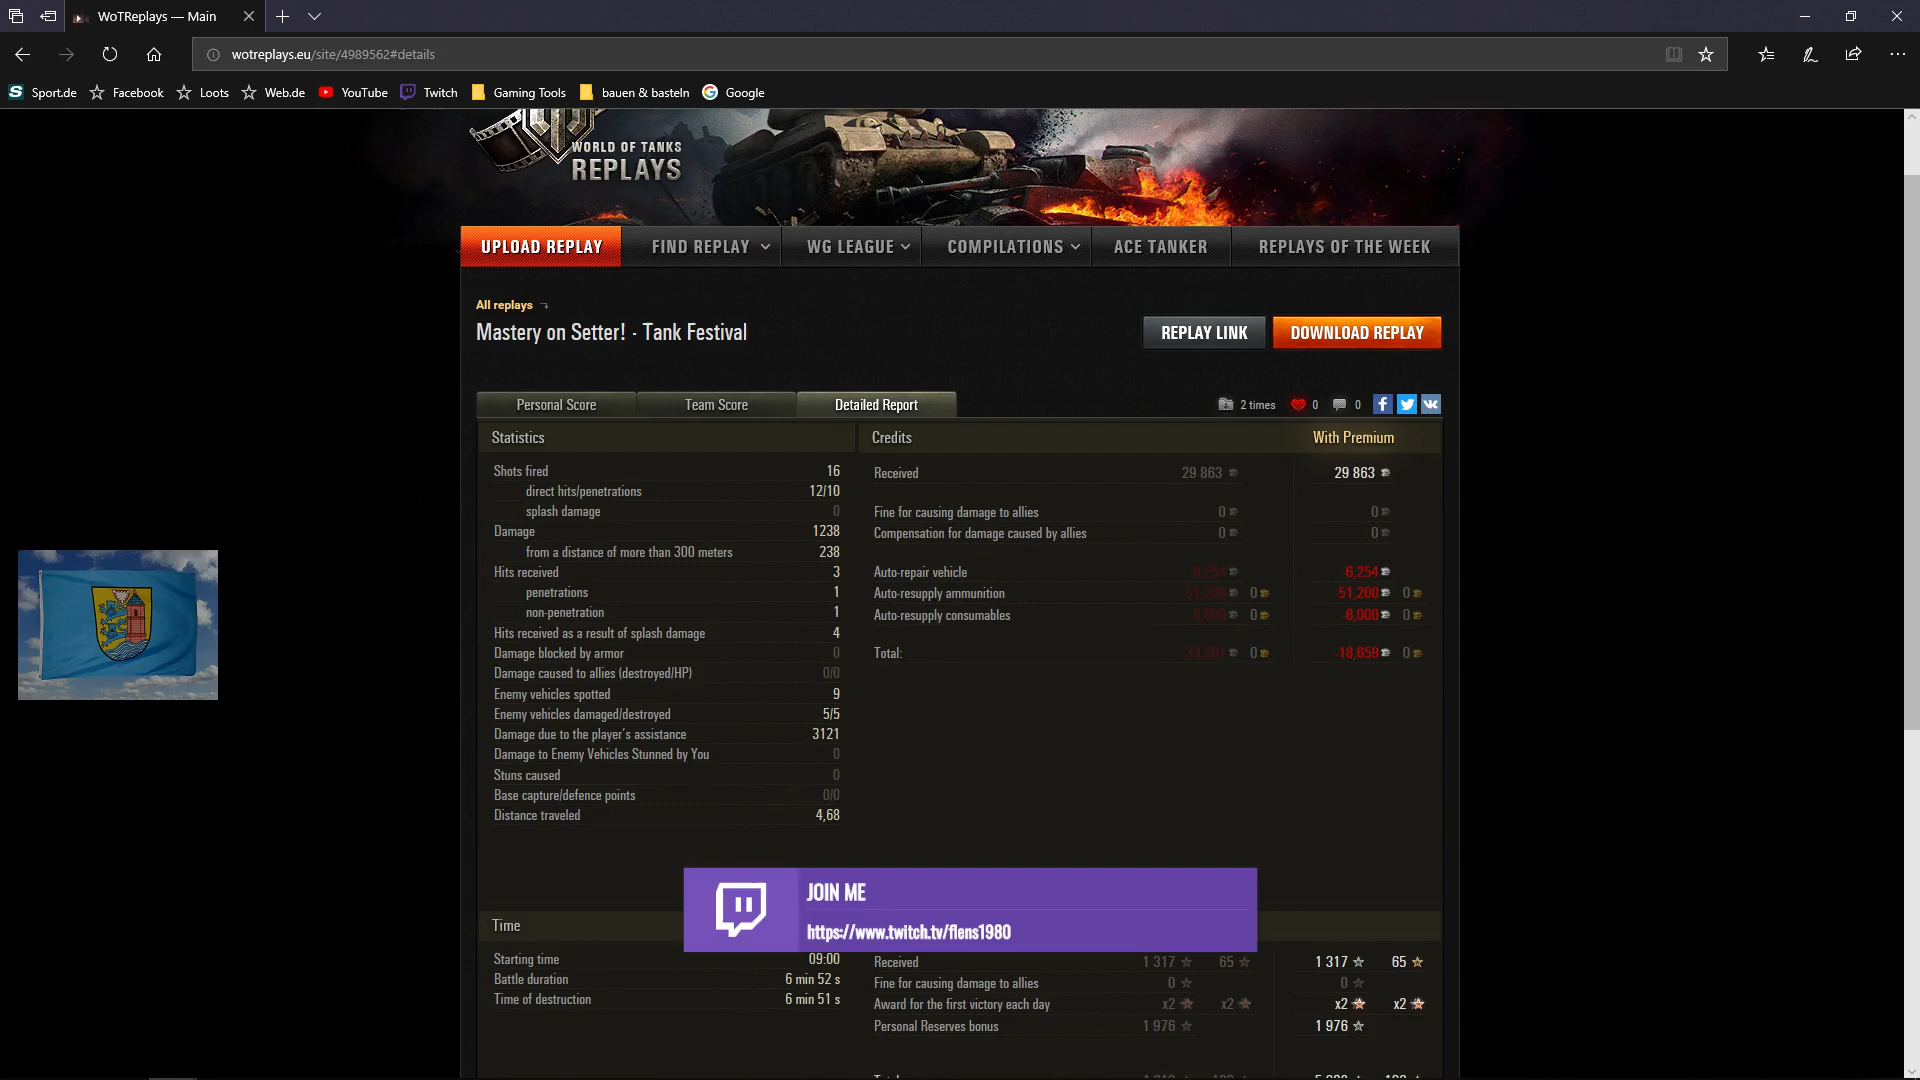 WoTReplays — Main
wotreplays.eu/site/4989562#details
Sport.de Facebook Loots Web.de YouTube Twitch Gaming Tools bauen & basteln Google
WORLD OF TANKS
REPLAYS
UPLOAD REPLAY FIND REPLAY WG LEAGUE COMPILATIONS ACE TANKER REPLAYS OF THE WEEK
All replays
Mastery on Setter! - Tank Festival
REPLAY LINK DOWNLOAD REPLAY
Personal Score Team Score Detailed Report 2 times 0 0
Statistics Credits With Premium
Shots fired 16
Received 29 863 29 863
direct hits/penetrations 12/10
splash damage 0
Fine for causing damage to allies 0 0
Damage 1238
Compensation for damage caused by allies 0 0
from a distance of more than 300 meters 238
Hits received 3
Auto-repair vehicle -6,254 -6,254
penetrations 1
Auto-resupply ammunition -51,200 0 -51,200 0
non-penetration 1
Auto-resupply consumables -6,000 0 -6,000 0
Hits received as a result of splash damage 4
Damage blocked by armor 0
Total: 0 -18,659 0
Damage caused to allies (destroyed/HP) 0/0
Enemy vehicles spotted 9
Enemy vehicles damaged/destroyed 5/5
Damage due to the player's assistance 3121
Damage to Enemy Vehicles Stunned by You 0
Stuns caused 0
Base capture/defence points 0/0
Distance traveled 4,68
JOIN ME
https://www.twitch.tv/flens1980
Time
Starting time 09:00
Received 1 317 65 1 317 65
Battle duration 6 min 52 s
Fine for causing damage to allies 0 0
Time of destruction 6 min 51 s
Award for the first victory each day x2 x2 x2 x2
Personal Reserves bonus 1 976 1 976